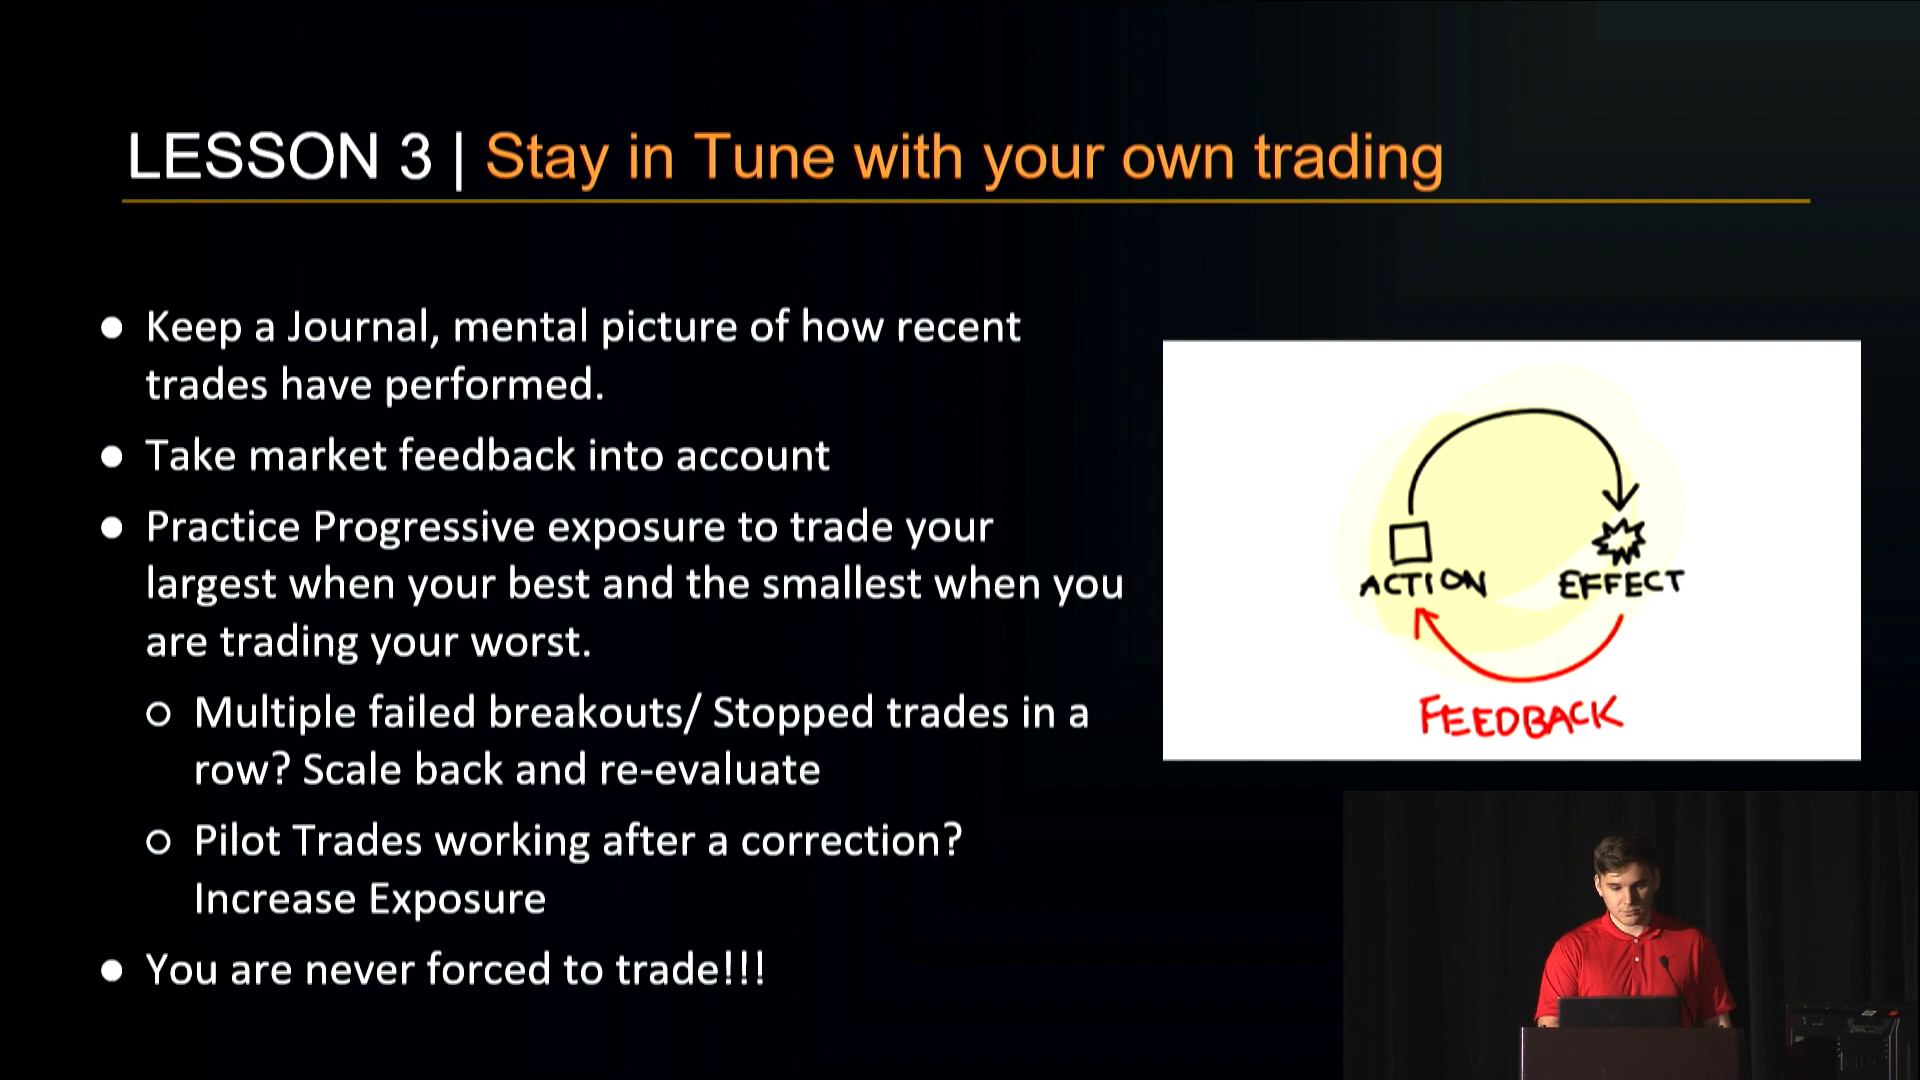 LESSON 3 | Stay in Tune with your own trading
● Keep a Journal, mental picture of how recent
trades have performed.
● Take market feedback into account
● Practice Progressive exposure to trade your
largest when your best and the smallest when you
are trading your worst.
○ Multiple failed breakouts/ Stopped trades in a
row? Scale back and re-evaluate
○ Pilot Trades working after a correction?
Increase Exposure
● You are never forced to trade!!!
ACTION EFFECT
FEEDBACK